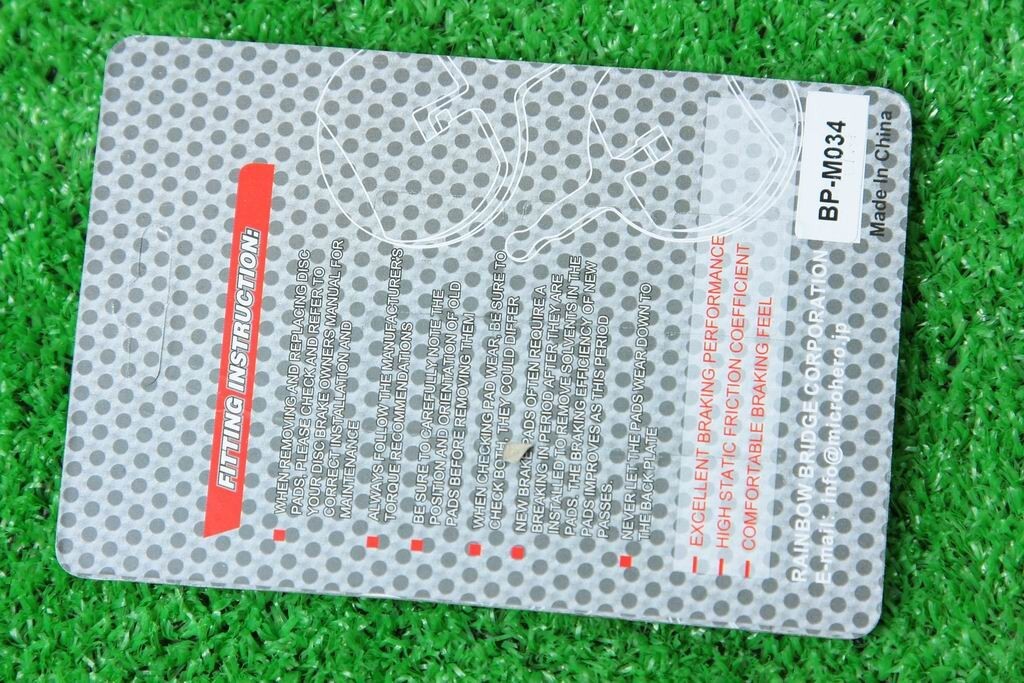 FITTING INSTRUCTION:
WHEN REMOVING AND REPLACING DISC
PADS, PLEASE CHECK AND REFER TO
YOUR DISC BRAKE OWNERS MANUAL FOR
CORRECT INSTALLATION AND
MAINTENANCE
ALWAYS FOLLOW THE MANUFACTURER'S
TORQUE RECOMMENDATIONS
BE SURE TO CAREFULLY NOTE THE
POSITION AND ORIENTATION OF OLD
PADS BEFORE REMOVING THEM
WHEN CHECKING PAD WEAR, BE SURE TO
CHECK BOTH, THEY COULD DIFFER
NEW BRAKE PADS OFTEN REQUIRE A
BREAKING IN PERIOD AFTER THEY ARE
INSTALLED TO REMOVE SOLVENTS IN THE
PADS. THE BRAKING EFFICIENCY OF NEW
PADS IMPROVES AS THIS PERIOD
PASSES.
NEVER LET THE PADS WEAR DOWN TO
THE BACKPLATE
EXCELLENT BRAKING PERFORMANCE
HIGH STATIC FRICTION COEFFICIENT
COMFORTABLE BRAKING FEEL
RAINBOW BRIDGE CORPORATION
E-mail: info@microhero.jp
BP-M034
Made In China